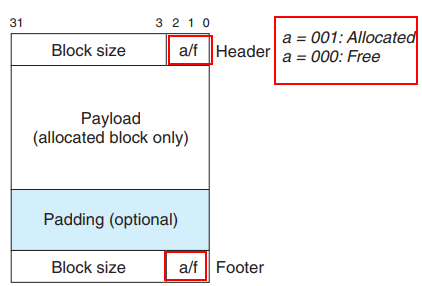 31 3 2 1 0
Block size a/f Header
a = 001: Allocated
a = 000: Free
Payload
(allocated block only)
Padding (optional)
Block size a/f Footer